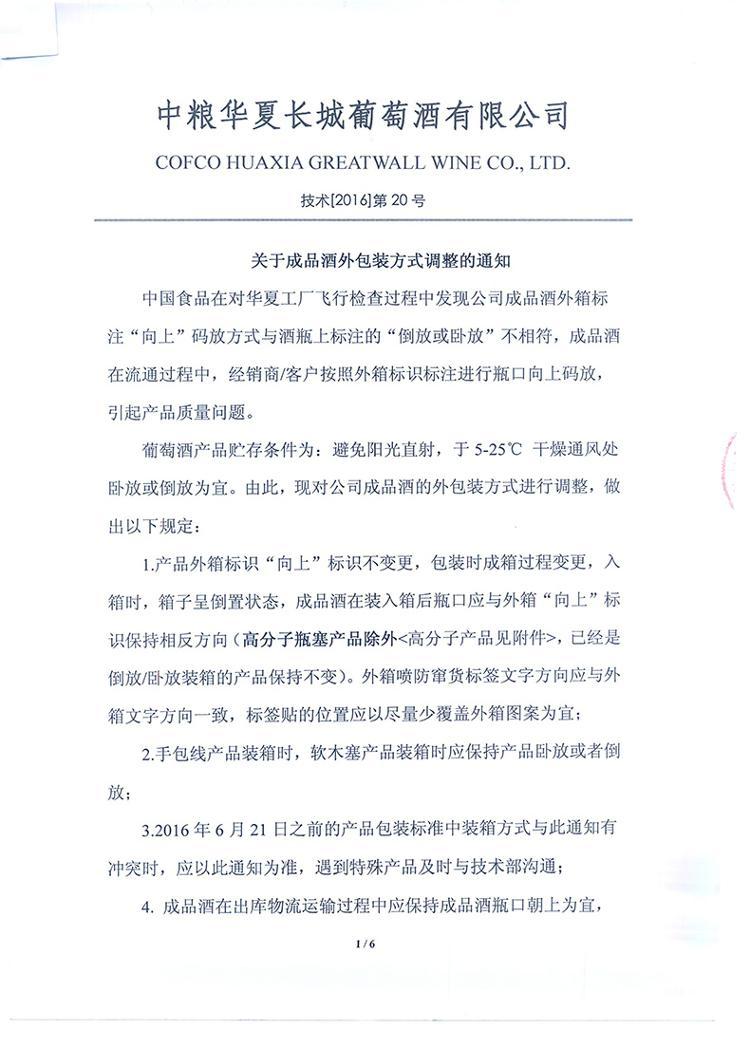 中粮华夏长城葡萄酒有限公司
COFCO HUAXIA GREATWALL WINE CO., LTD.
技术[2016]第 20 号
关于成品酒外包装方式调整的通知
中国食品在对华夏工厂飞行检查过程中发现公司成品酒外箱标
注“向上”码放方式与酒瓶上标注的“倒放或卧放”不相符，成品酒
在流通过程中，经销商/客户按照外箱标识标注进行瓶口向上码放，
引起产品质量问题。
葡萄酒产品贮存条件为：避免阳光直射，于 5-25℃ 干燥通风处
卧放或倒放为宜。由此，现对公司成品酒的外包装方式进行调整，做
出以下规定：
1.产品外箱标识“向上”标识不变更，包装时成箱过程变更，入
箱时，箱子呈倒置状态，成品酒在装入箱后瓶口应与外箱“向上”标
识保持相反方向（高分子瓶塞产品除外<高分子产品见附件>，已经是
倒放/卧放装箱的产品保持不变）。外箱喷防窜货标签文字方向应与外
箱文字方向一致，标签贴的位置应以尽量少覆盖外箱图案为宜；
2.手包线产品装箱时，软木塞产品装箱时应保持产品卧放或者倒
放；
3.2016 年 6 月 21 日之前的产品包装标准中装箱方式与此通知有
冲突时，应以此通知为准，遇到特殊产品及时与技术部沟通；
4. 成品酒在出库物流运输过程中应保持成品酒瓶口朝上为宜，
1 / 6